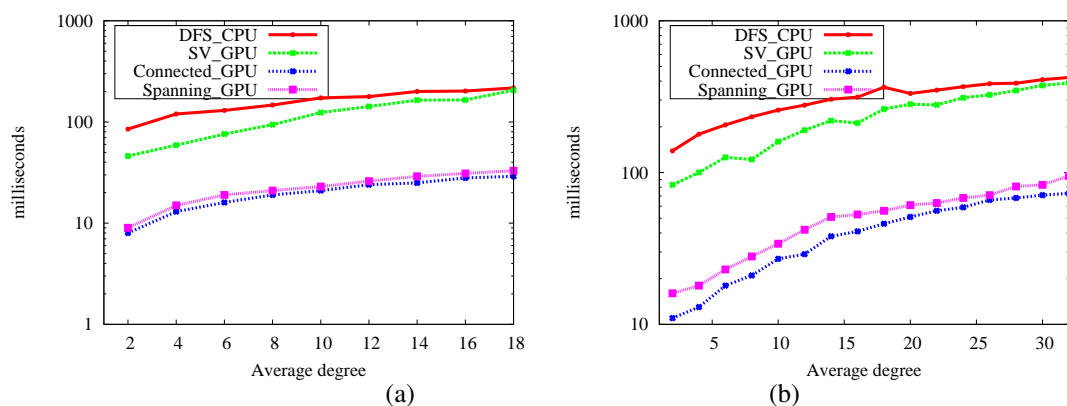 1000
100
10
1
milliseconds
DFS_CPU
SV_GPU
Connected_GPU
Spanning_GPU
2 4 6 8 10 12 14 16 18
Average degree
(a)
1000
100
10
milliseconds
DFS_CPU
SV_GPU
Connected_GPU
Spanning_GPU
5 10 15 20 25 30
Average degree
(b)